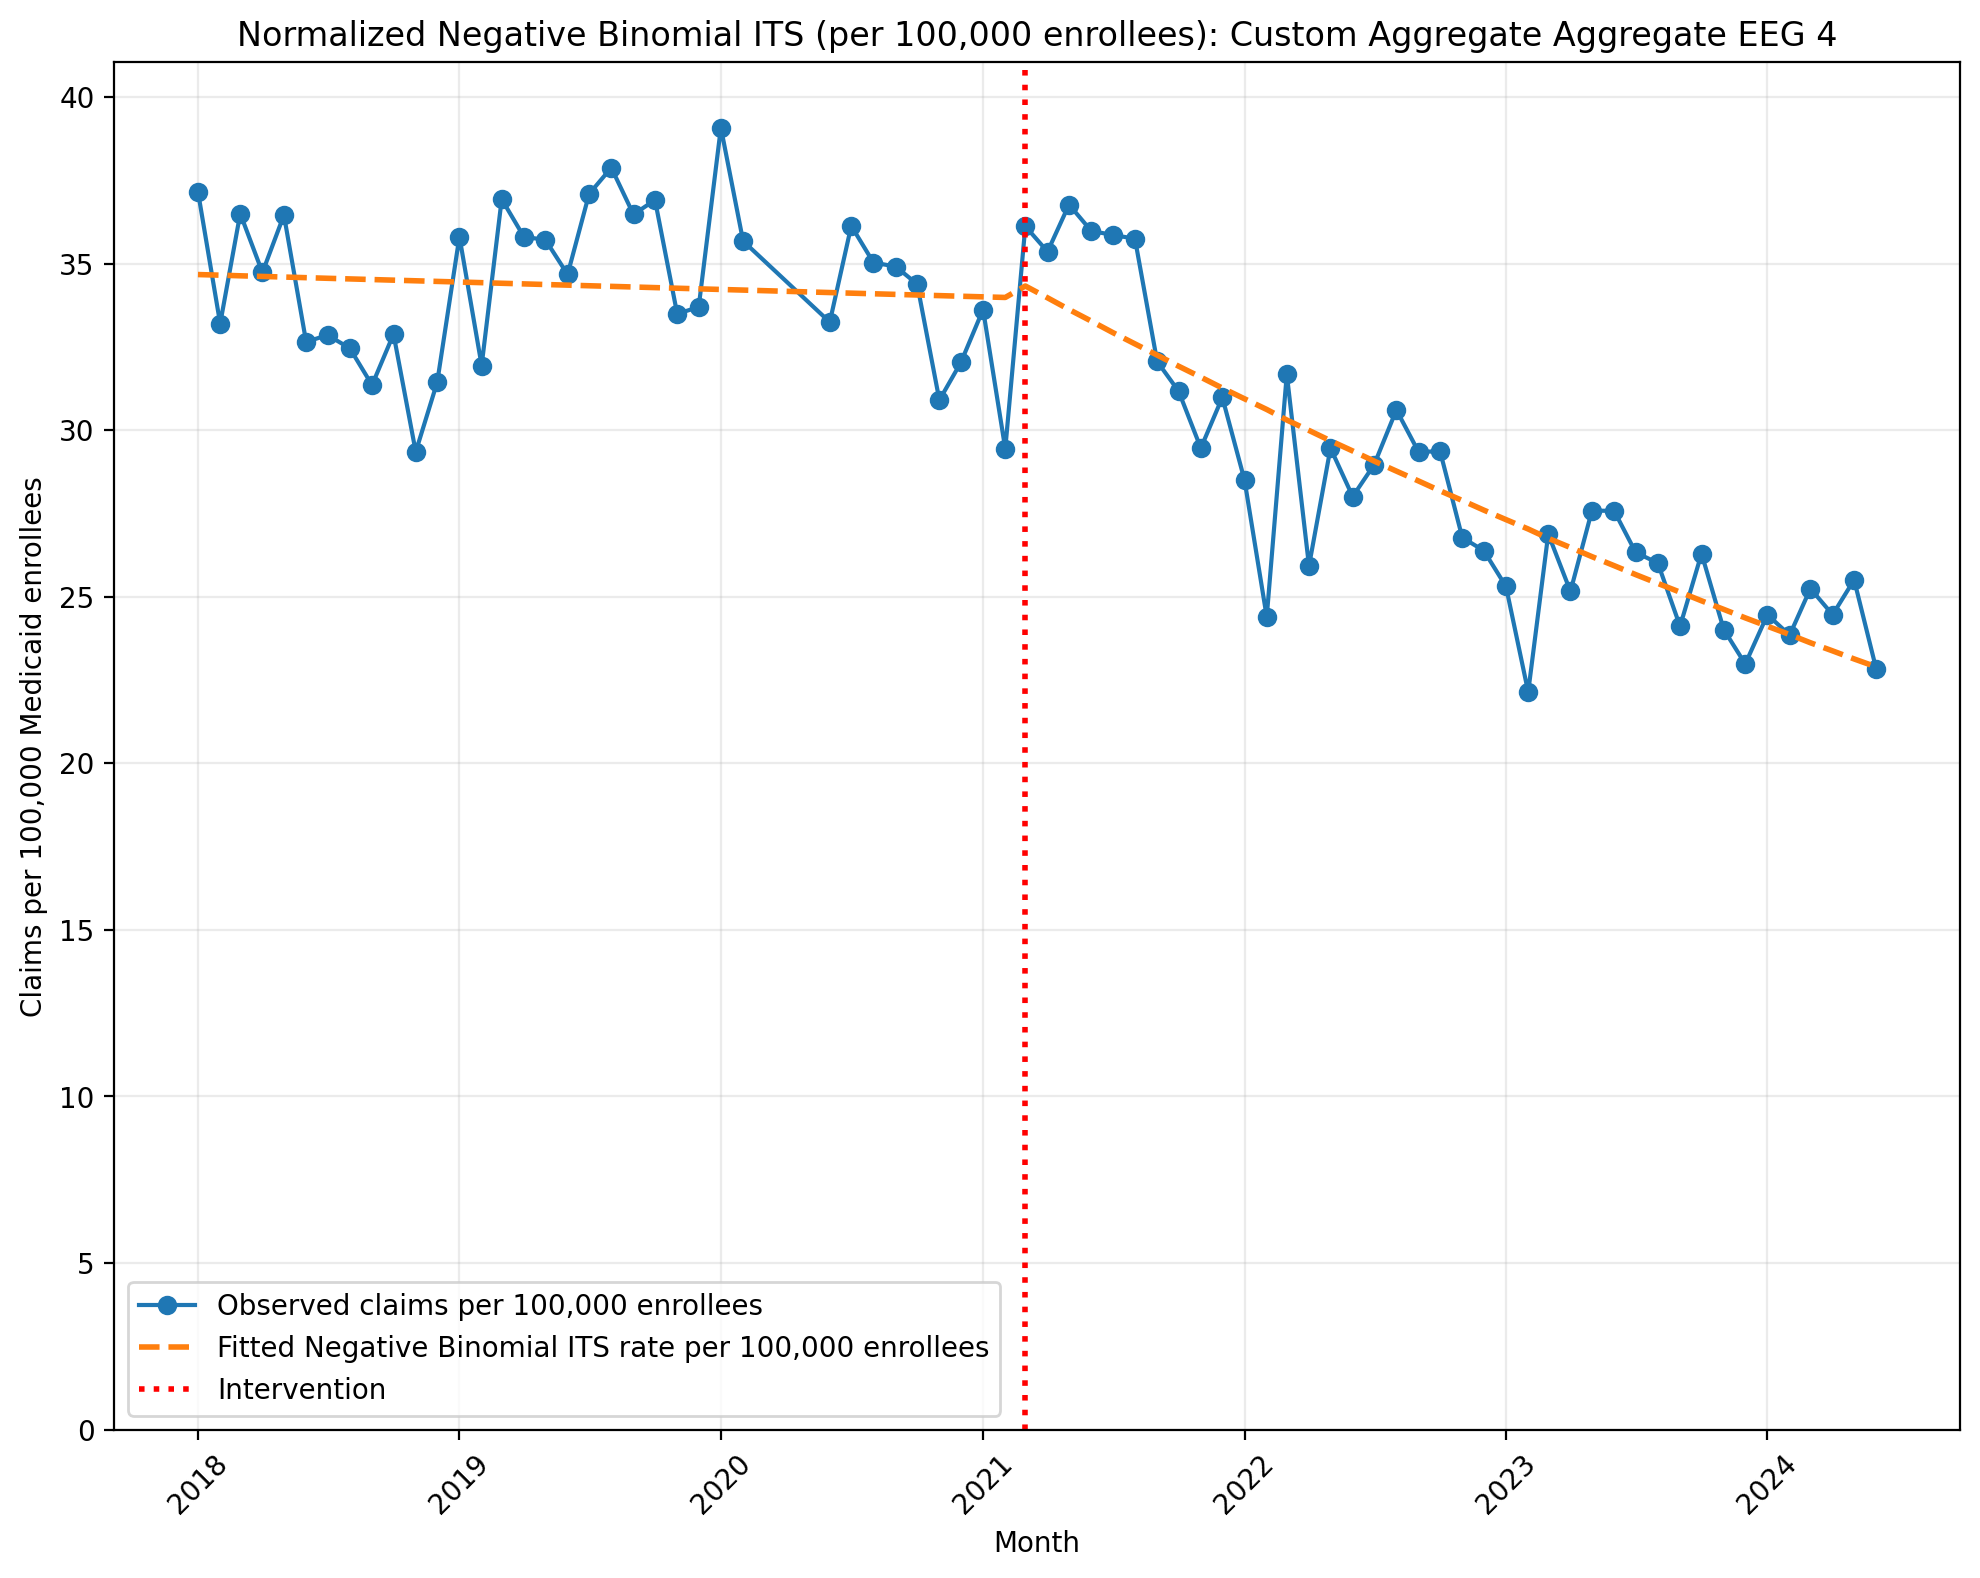 Normalized Negative Binomial ITS (per 100,000 enrollees): Custom Aggregate Aggregate EEG 4
Claims per 100,000 Medicaid enrollees
40
35
30
25
20
15
10
5
0
Observed claims per 100,000 enrollees
Fitted Negative Binomial ITS rate per 100,000 enrollees
Intervention
2018
2019
2020
2021
2022
2023
2024
Month